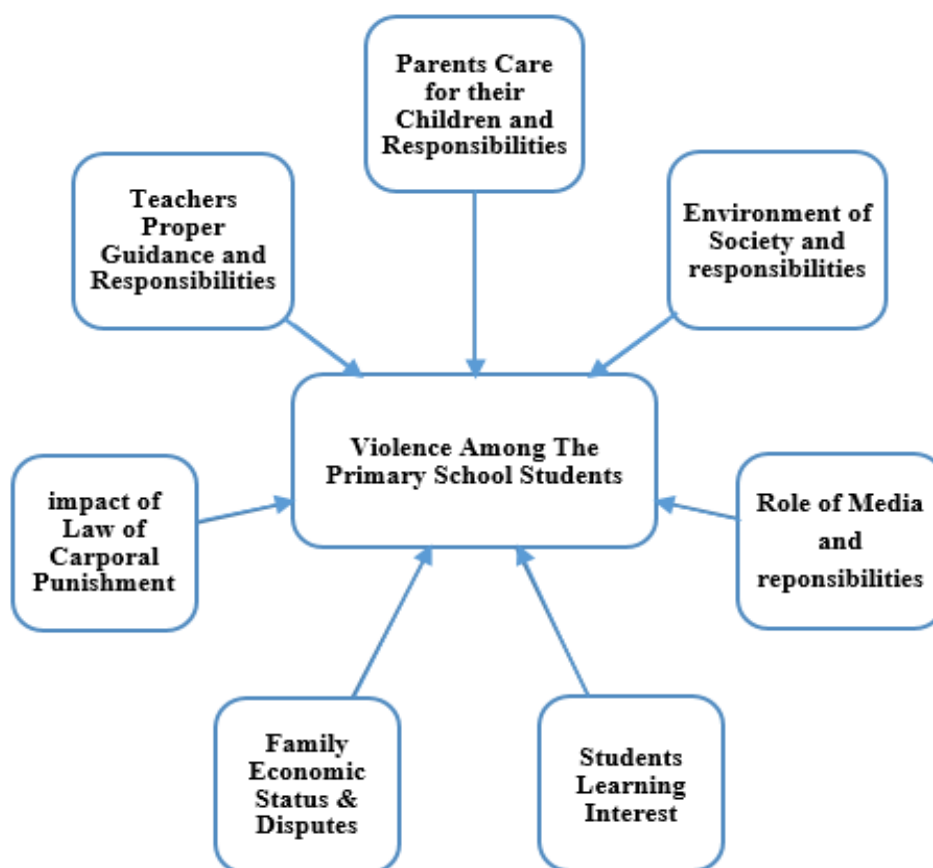 Parents Care
for their
Children and
Responsibilities
Teachers
Proper
Guidance and
Responsibilities
Environment of
Society and
responsibilities
Violence Among The
Primary School Students
impact of
Law of
Carporal
Punishment
Role of Media
and
reponsibilities
Family
Economic
Status &
Disputes
Students
Learning
Interest